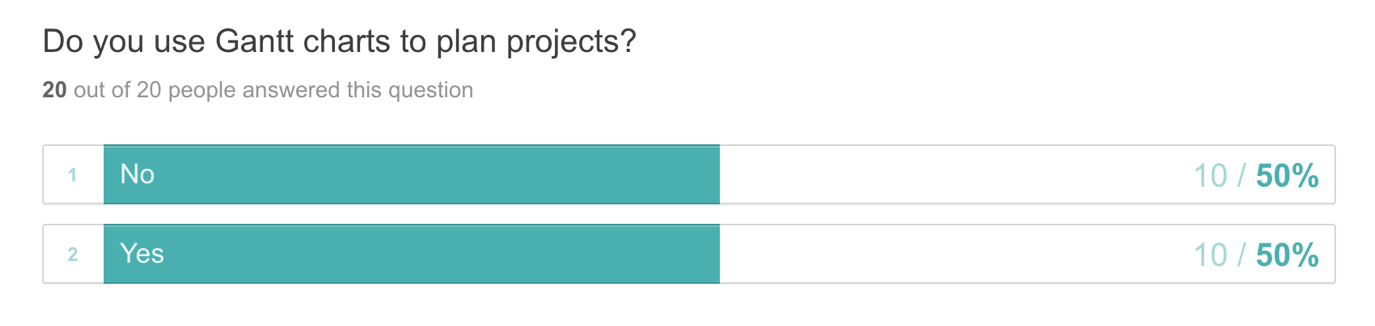 Do you use Gantt charts to plan projects?
20 out of 20 people answered this question
1 No 10 / 50%
2 Yes 10 / 50%